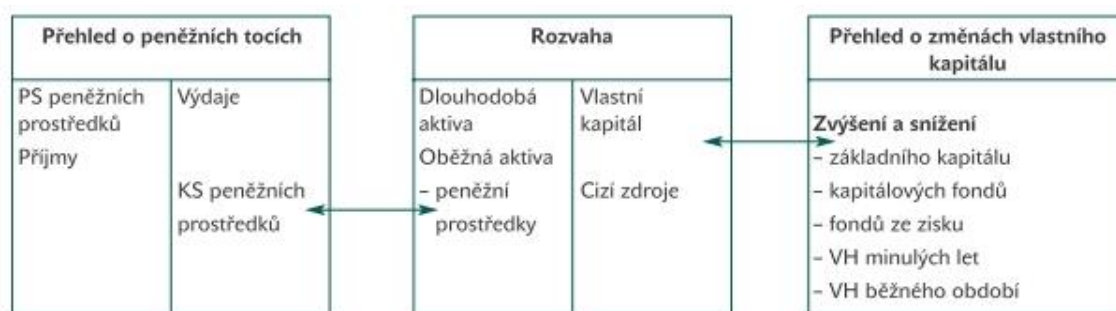 Přehled o peněžních tocích
PS peněžních
prostředků
Příjmy
Výdaje
KS peněžních
prostředků
Rozvaha
Dlouhodobá
aktiva
Oběžná aktiva
– peněžní
prostředky
Vlastní
kapitál
Cizí zdroje
Přehled o změnách vlastního
kapitálu
Zvýšení a snížení
– základního kapitálu
– kapitálových fondů
– fondů ze zisku
– VH minulých let
– VH běžného období